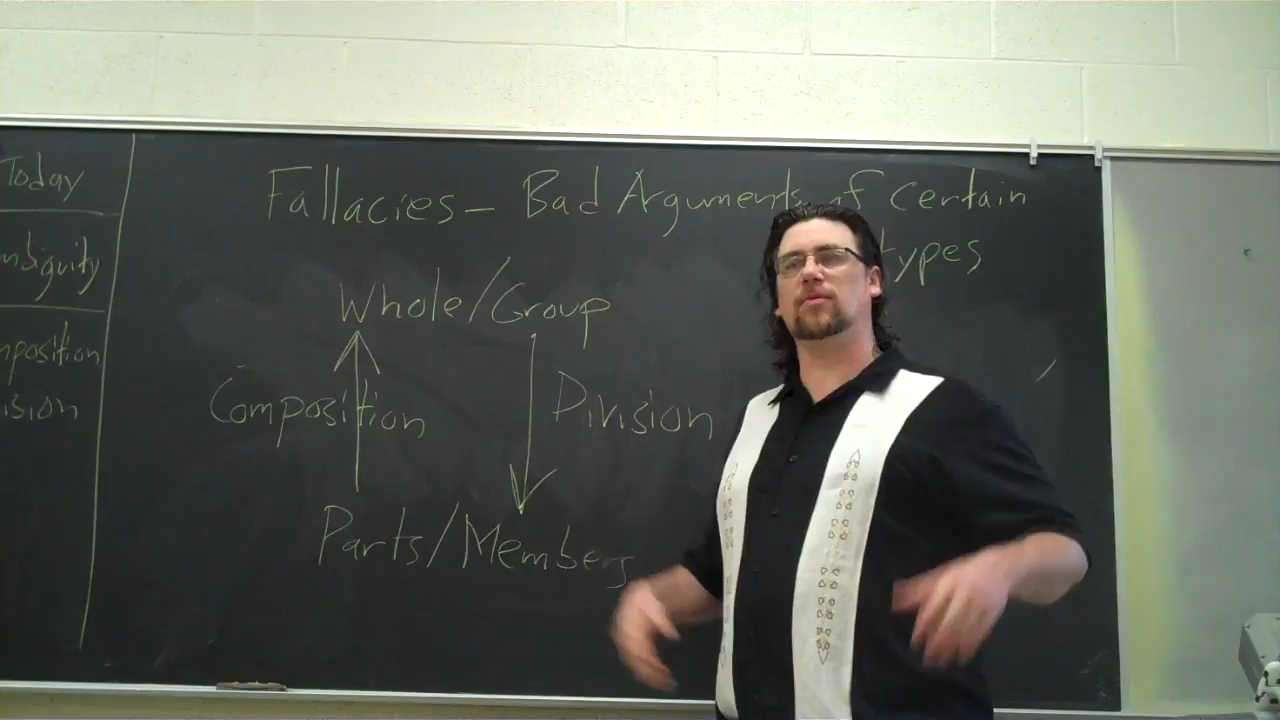 Today
mbiguity
mposition
ision
Fallacies - Bad Arguments of Certain
types
Whole/Group
Composition
Division
Parts/Members